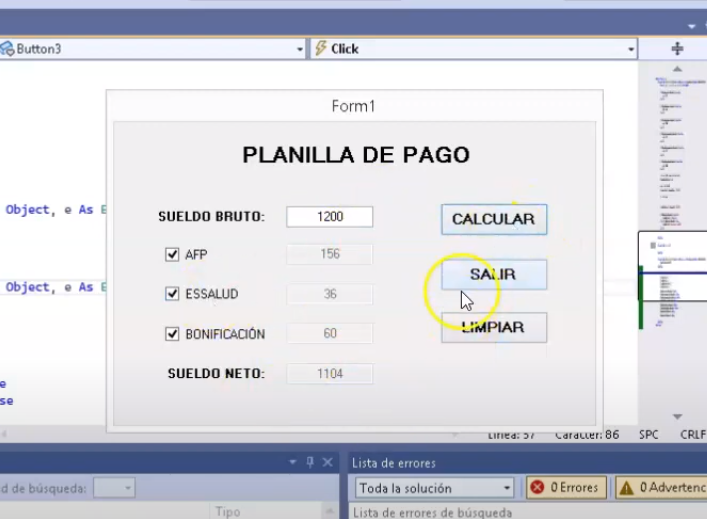 Button3
Click
Form1
PLANILLA DE PAGO
Object, e As E
SUELDO BRUTO: 1200 CALCULAR
AFP 156
SALIR
Object, e As E
ESSALUD 36
LIMPIAR
BONIFICACIÓN 60
SUELDO NETO: 1104
e
se
Línea: 57 Carácter: 86 SPC CRLF
Lista de errores
d de búsqueda:
Toda la solución 0 Errores 0 Advertenc
Tipo
Lista de errores de búsqueda